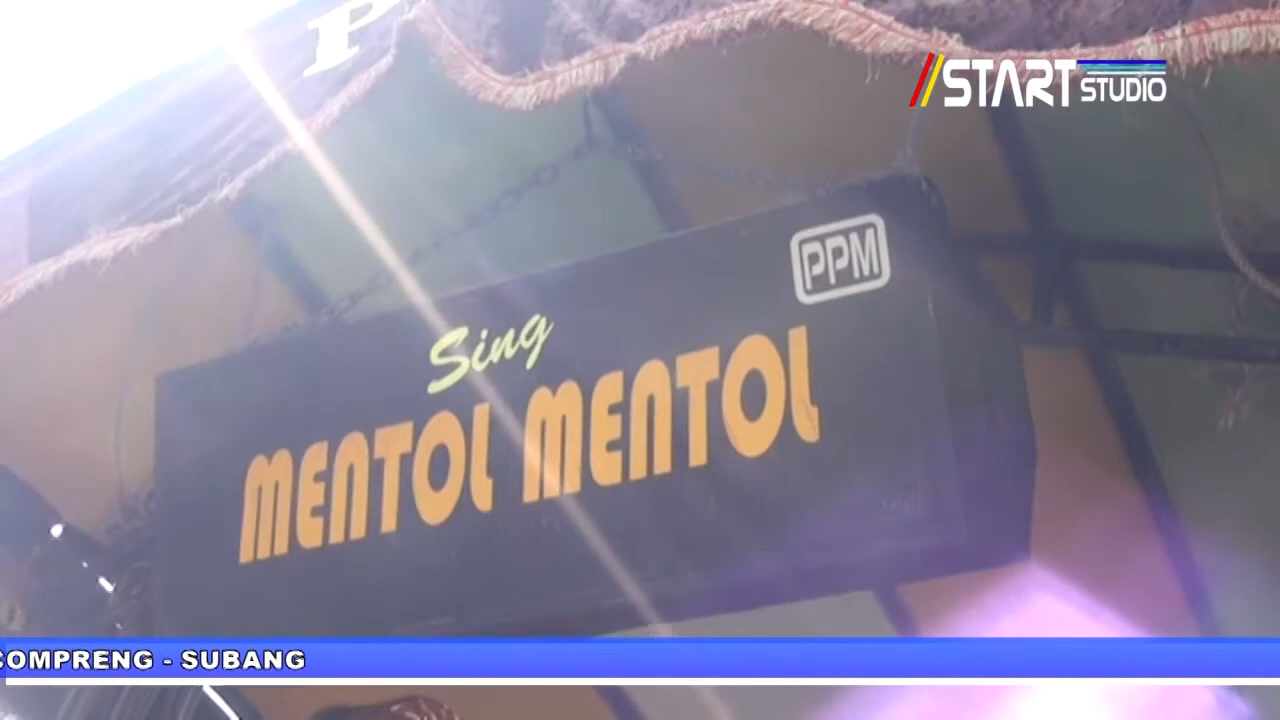 P
START STUDIO
PPM
Sing
MENTOL MENTOL
COMPRENG - SUBANG